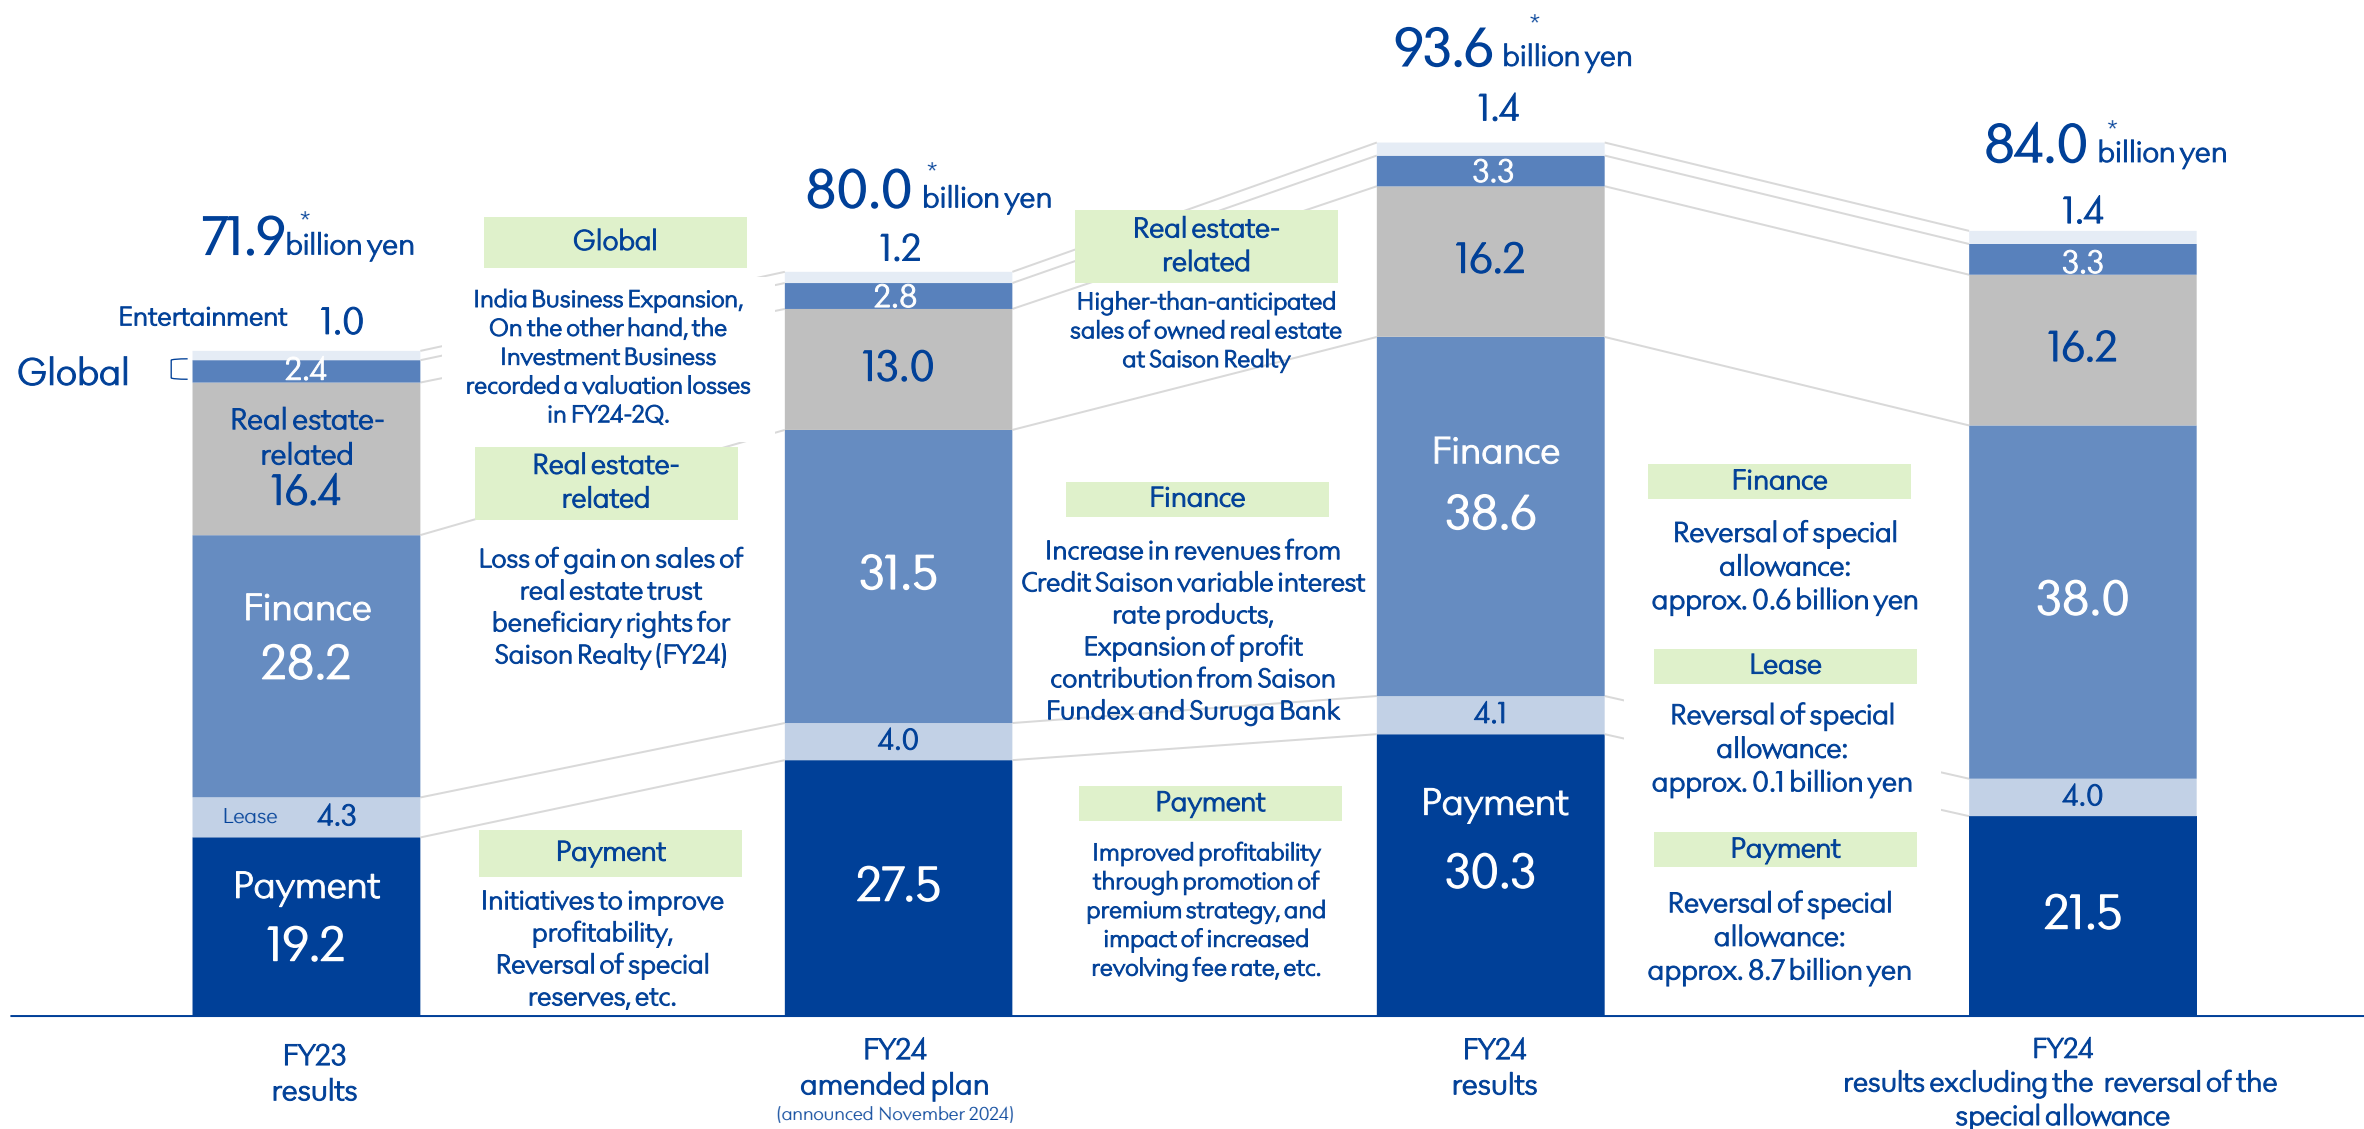 71.9 * billion yen
Entertainment 1.0
Global
2.4
Real estate-
related
16.4
Finance
28.2
Lease 4.3
Payment
19.2
FY23
results
Global
India Business Expansion,
On the other hand, the
Investment Business
recorded a valuation losses
in FY24-2Q.
Real estate-
related
Loss of gain on sales of
real estate trust
beneficiary rights for
Saison Realty (FY24)
Payment
Initiatives to improve
profitability,
Reversal of special
reserves, etc.
80.0 * billion yen
1.2
2.8
13.0
31.5
4.0
27.5
FY24
amended plan
(announced November 2024)
Real estate-
related
Higher-than-anticipated
sales of owned real estate
at Saison Realty
Finance
Increase in revenues from
Credit Saison variable interest
rate products,
Expansion of profit
contribution from Saison
Fundex and Suruga Bank
Payment
Improved profitability
through promotion of
premium strategy, and
impact of increased
revolving fee rate, etc.
93.6 * billion yen
1.4
3.3
16.2
Finance
38.6
4.1
Payment
30.3
FY24
results
Finance
Reversal of special
allowance:
approx. 0.6 billion yen
Lease
Reversal of special
allowance:
approx. 0.1 billion yen
Payment
Reversal of special
allowance:
approx. 8.7 billion yen
84.0 * billion yen
1.4
3.3
16.2
38.0
4.0
21.5
FY24
results excluding the reversal of the
special allowance